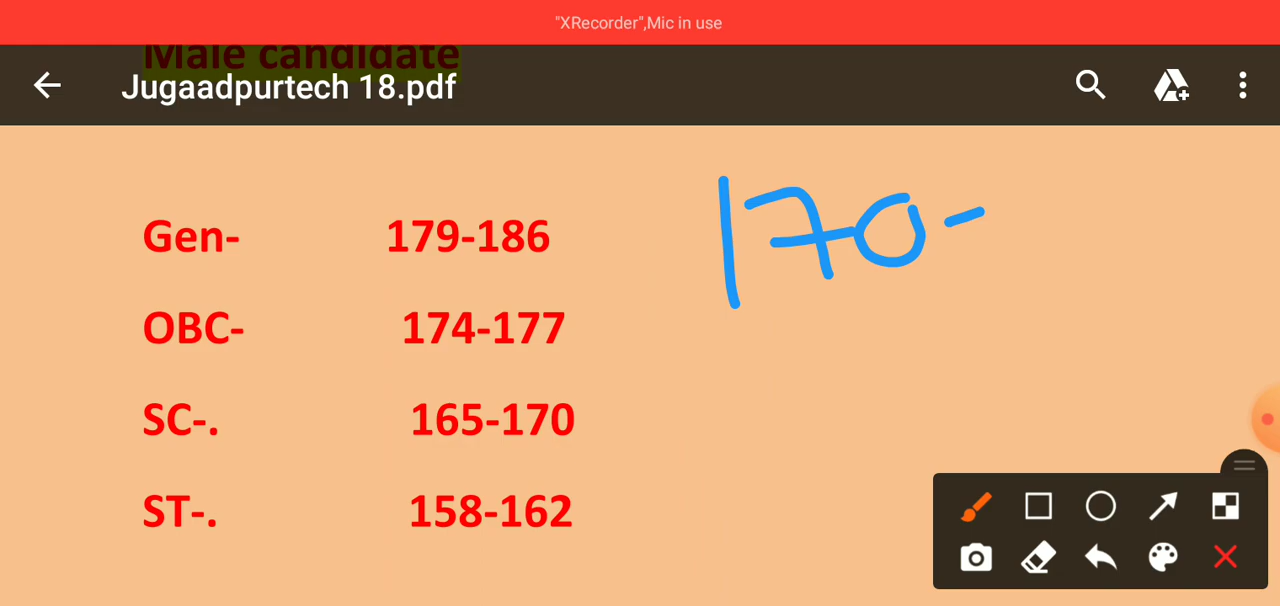 "XRecorder",Mic in use
Male candidate
Jugaadpurtech 18.pdf
Gen- 179-186 170-
OBC- 174-177
SC-. 165-170
ST-. 158-162